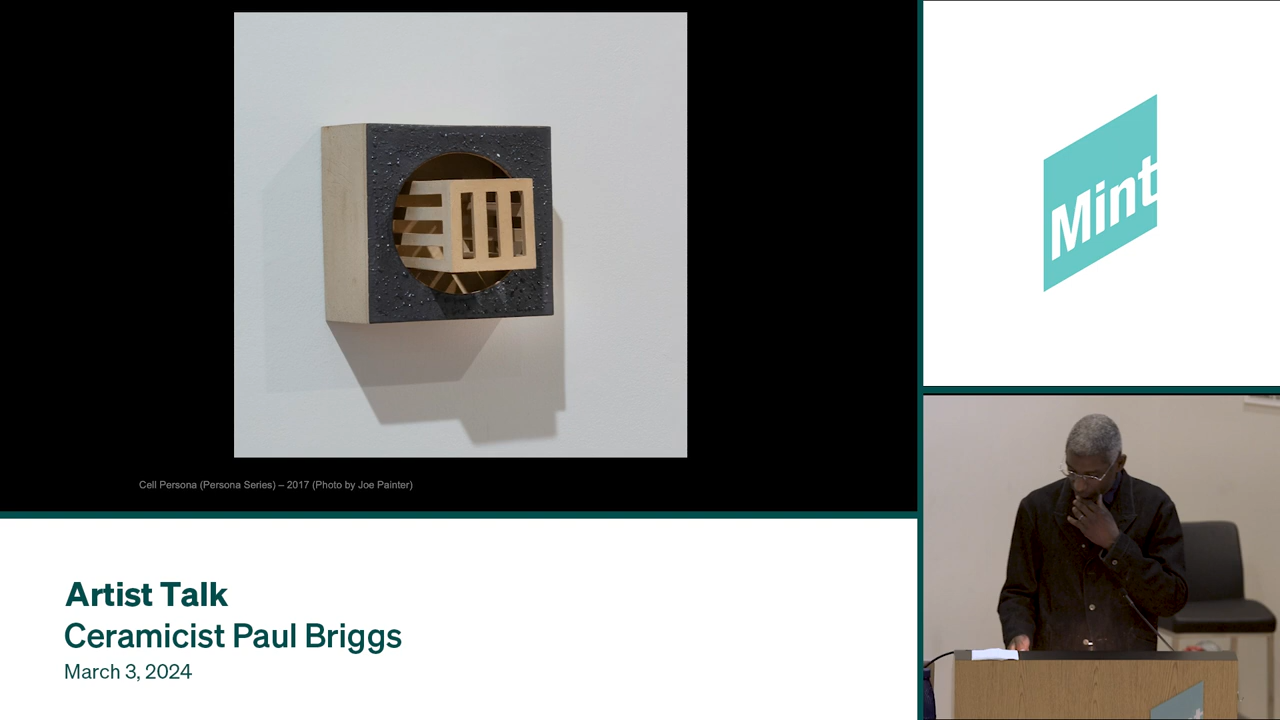 Cell Persona (Persona Series) – 2017 (Photo by Joe Painter)
Mint
Artist Talk
Ceramicist Paul Briggs
March 3, 2024